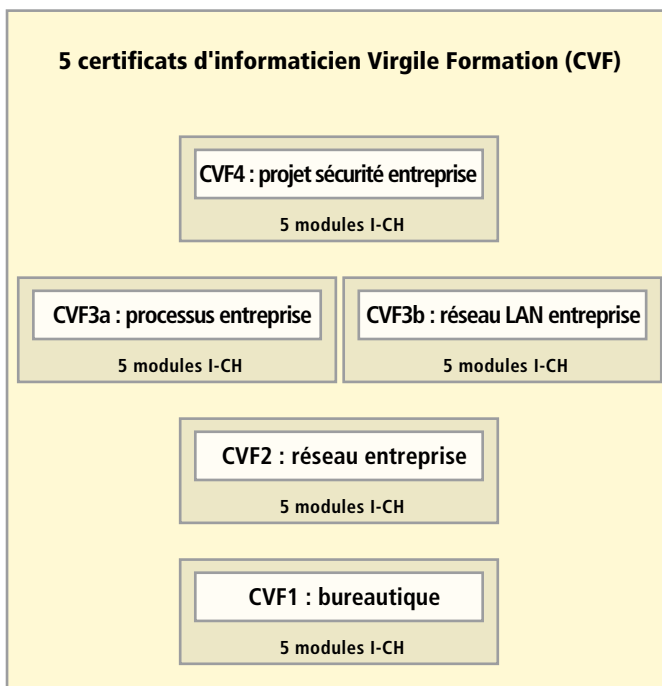 5 certificats d'informaticien Virgile Formation (CVF)
CVF4 : projet sécurité entreprise
5 modules I-CH
CVF3a : processus entreprise
5 modules I-CH
CVF3b : réseau LAN entreprise
5 modules I-CH
CVF2 : réseau entreprise
5 modules I-CH
CVF1 : bureautique
5 modules I-CH